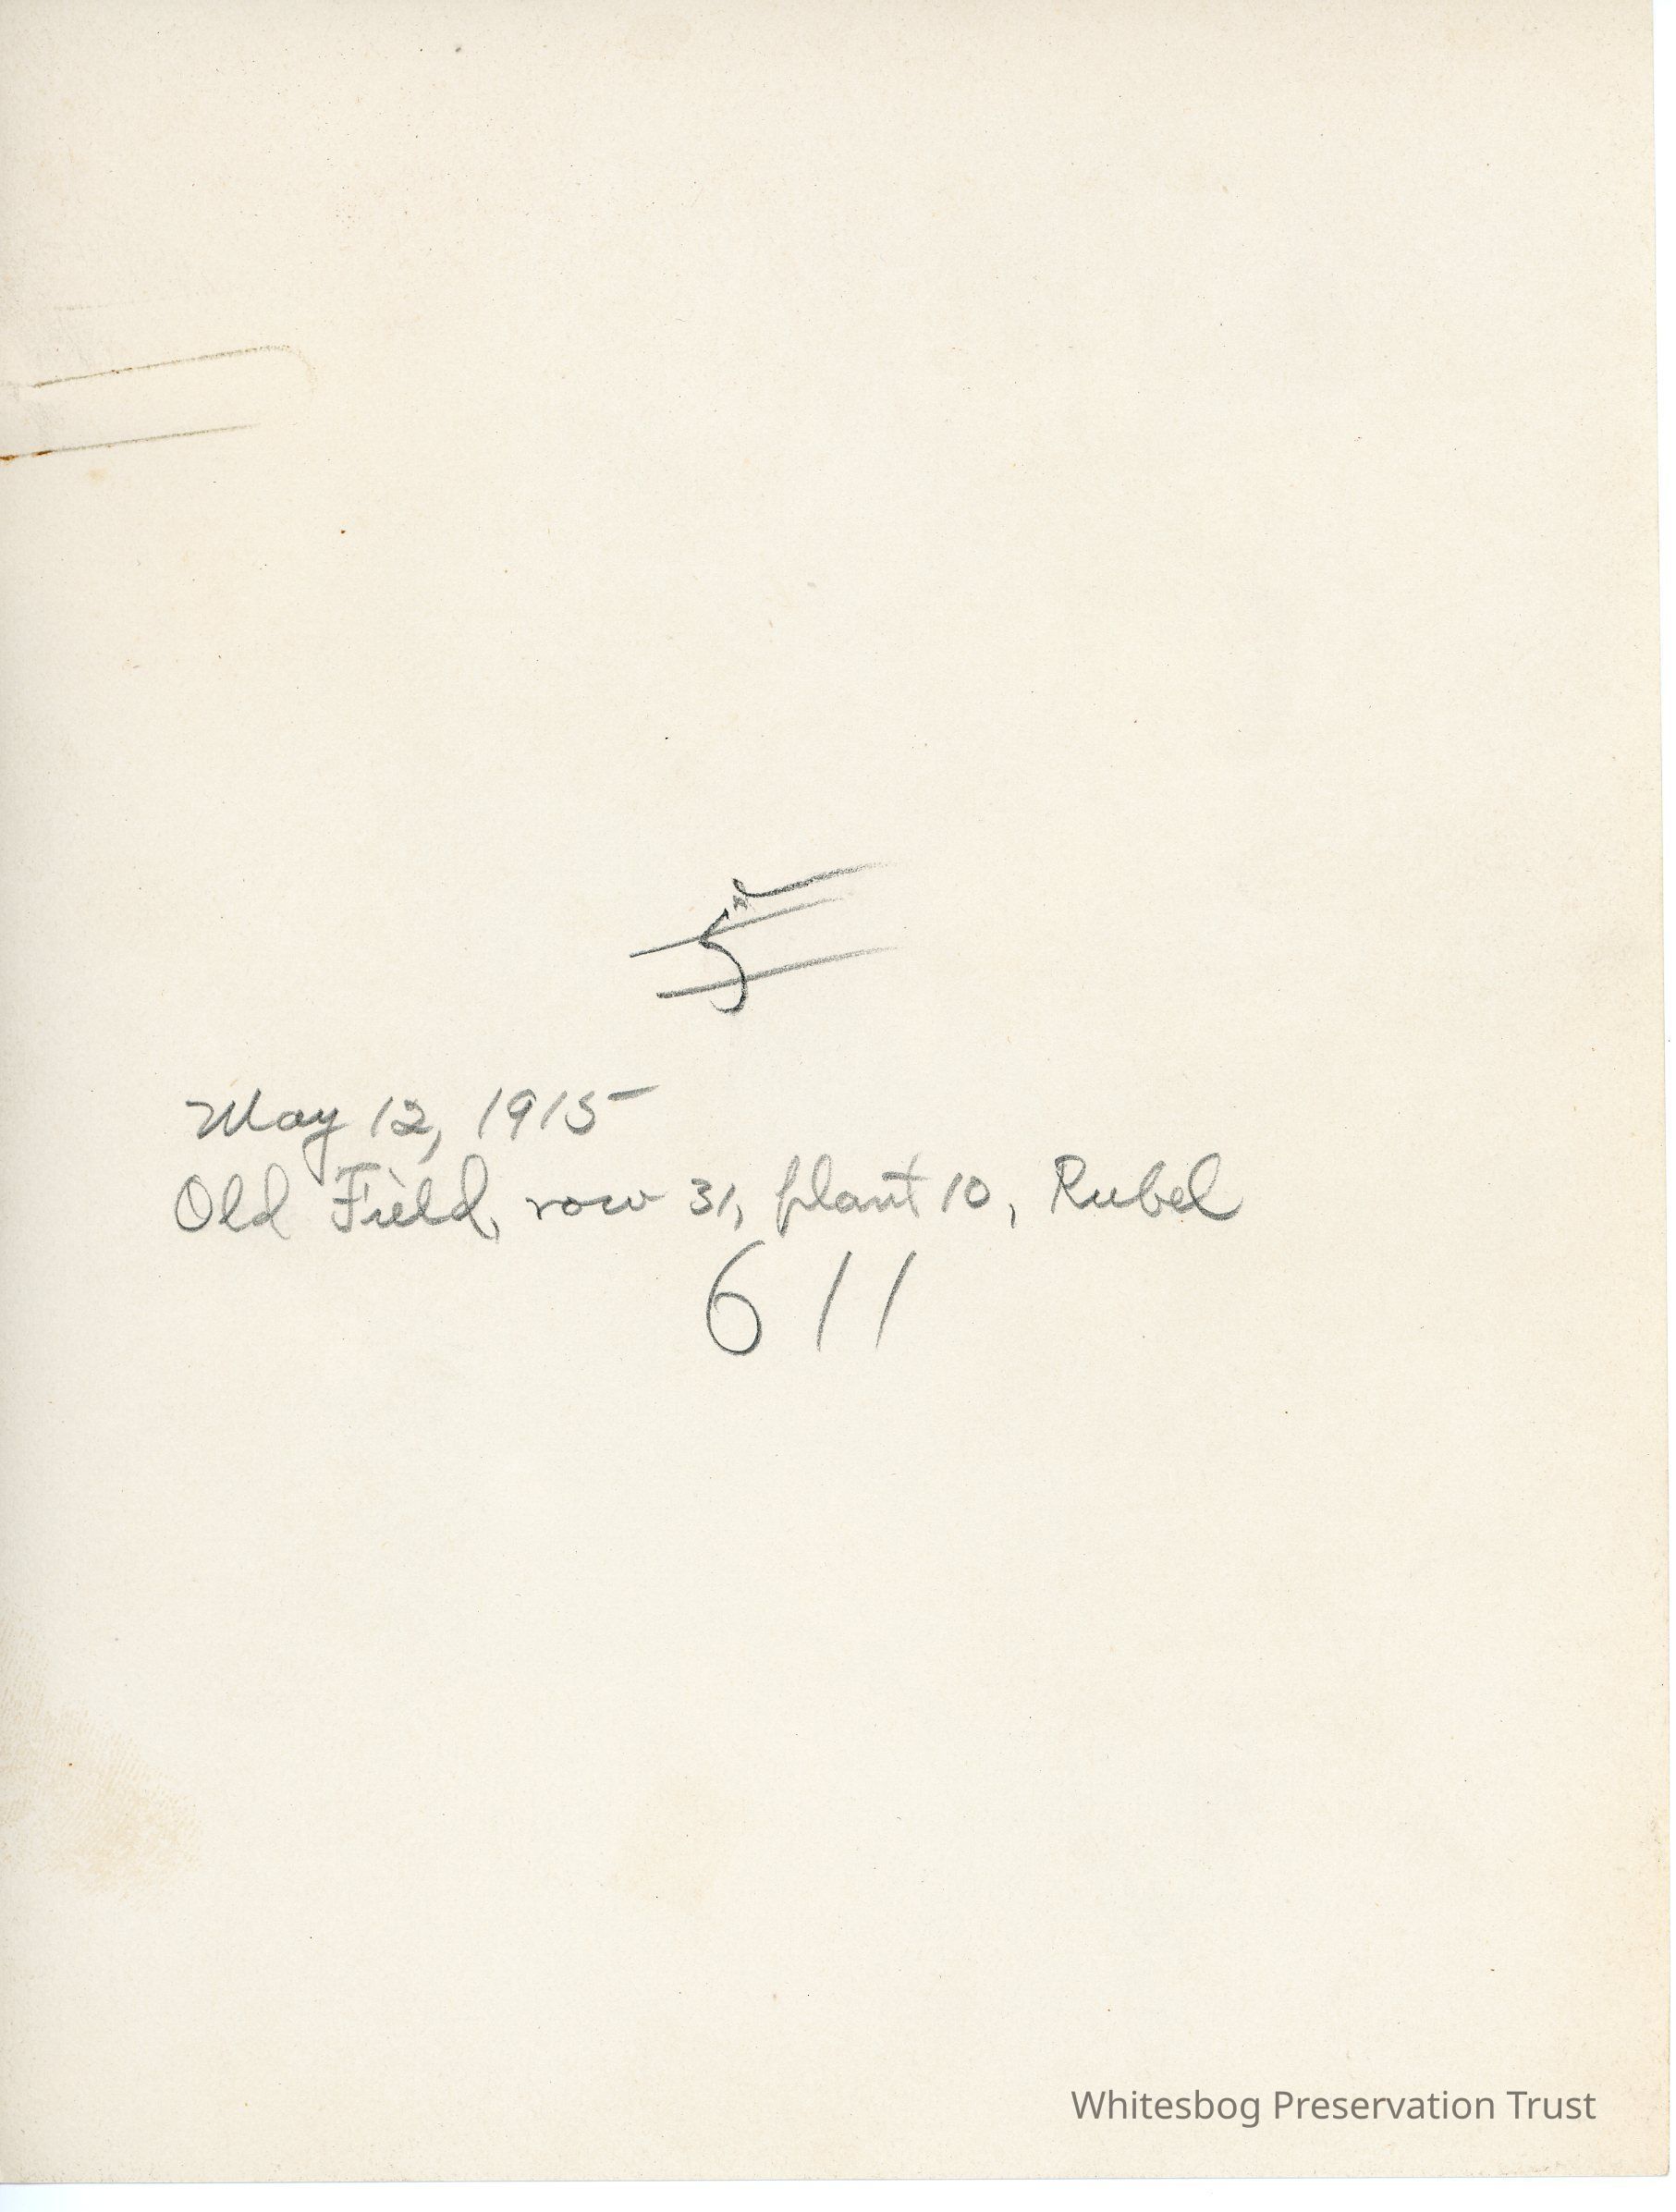 5
May 12, 1915
Old Field, row 31, plant 10, Rubel
611
Whitesbog Preservation Trust